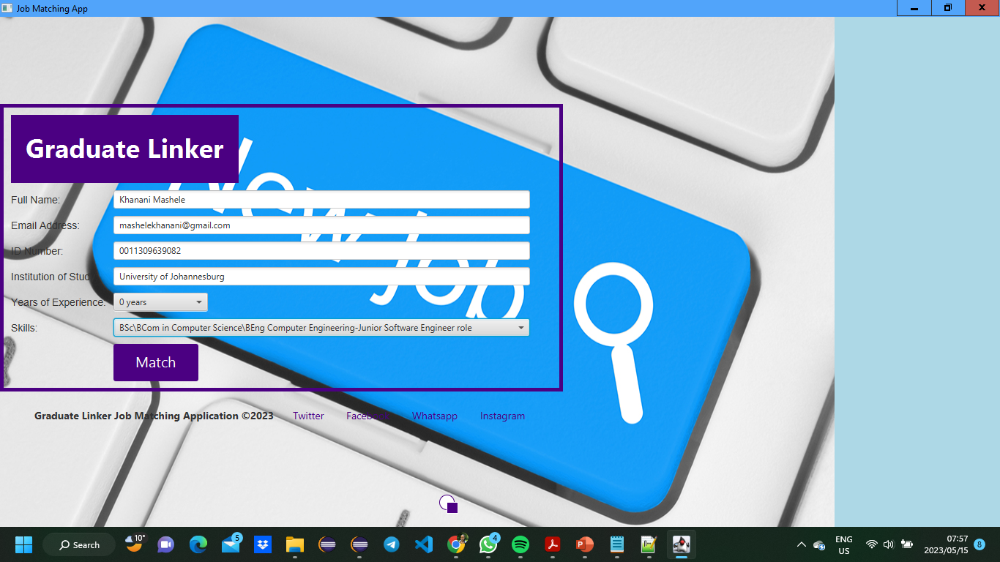 Job Matching App
Graduate Linker
New Job
Full Name: Khanani Mashele
Email Address: mashelekhanani@gmail.com
ID Number: 0011309639082
Institution of Stud University of Johannesburg
Years of Experience: 0 years
Skills: BSc\BCom in Computer Science\BEng Computer Engineering-Junior Software Engineer role
Match
Graduate Linker Job Matching Application ©2023 Twitter Facebook Whatsapp Instagram
10° Search 5 4 ENG US 07:57 2023/05/15 8